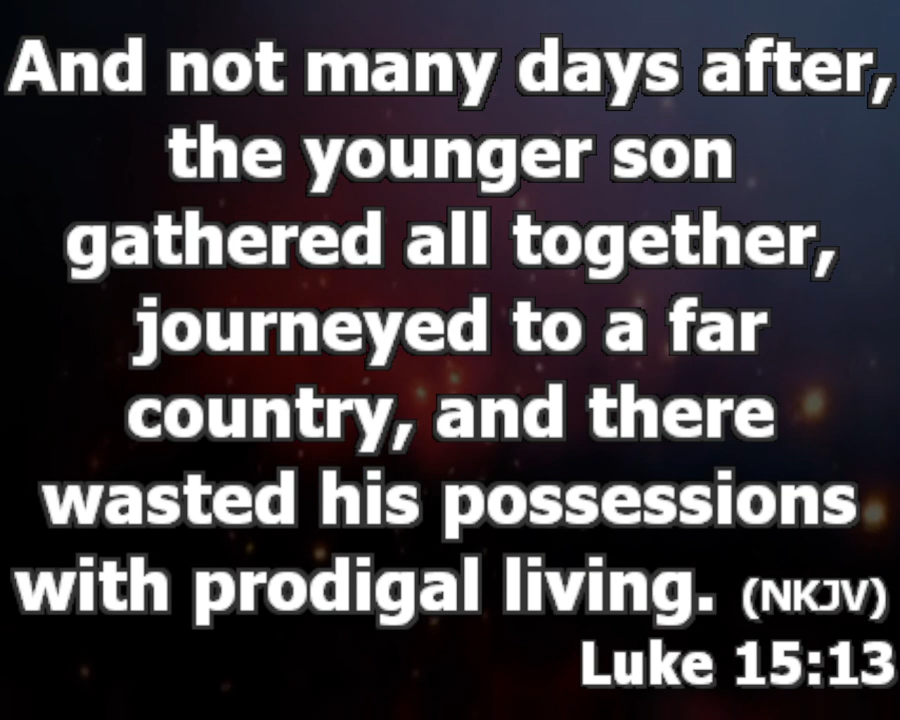 And not many days after,
the younger son
gathered all together,
journeyed to a far
country, and there
wasted his possessions
with prodigal living. (NKJV)
Luke 15:13